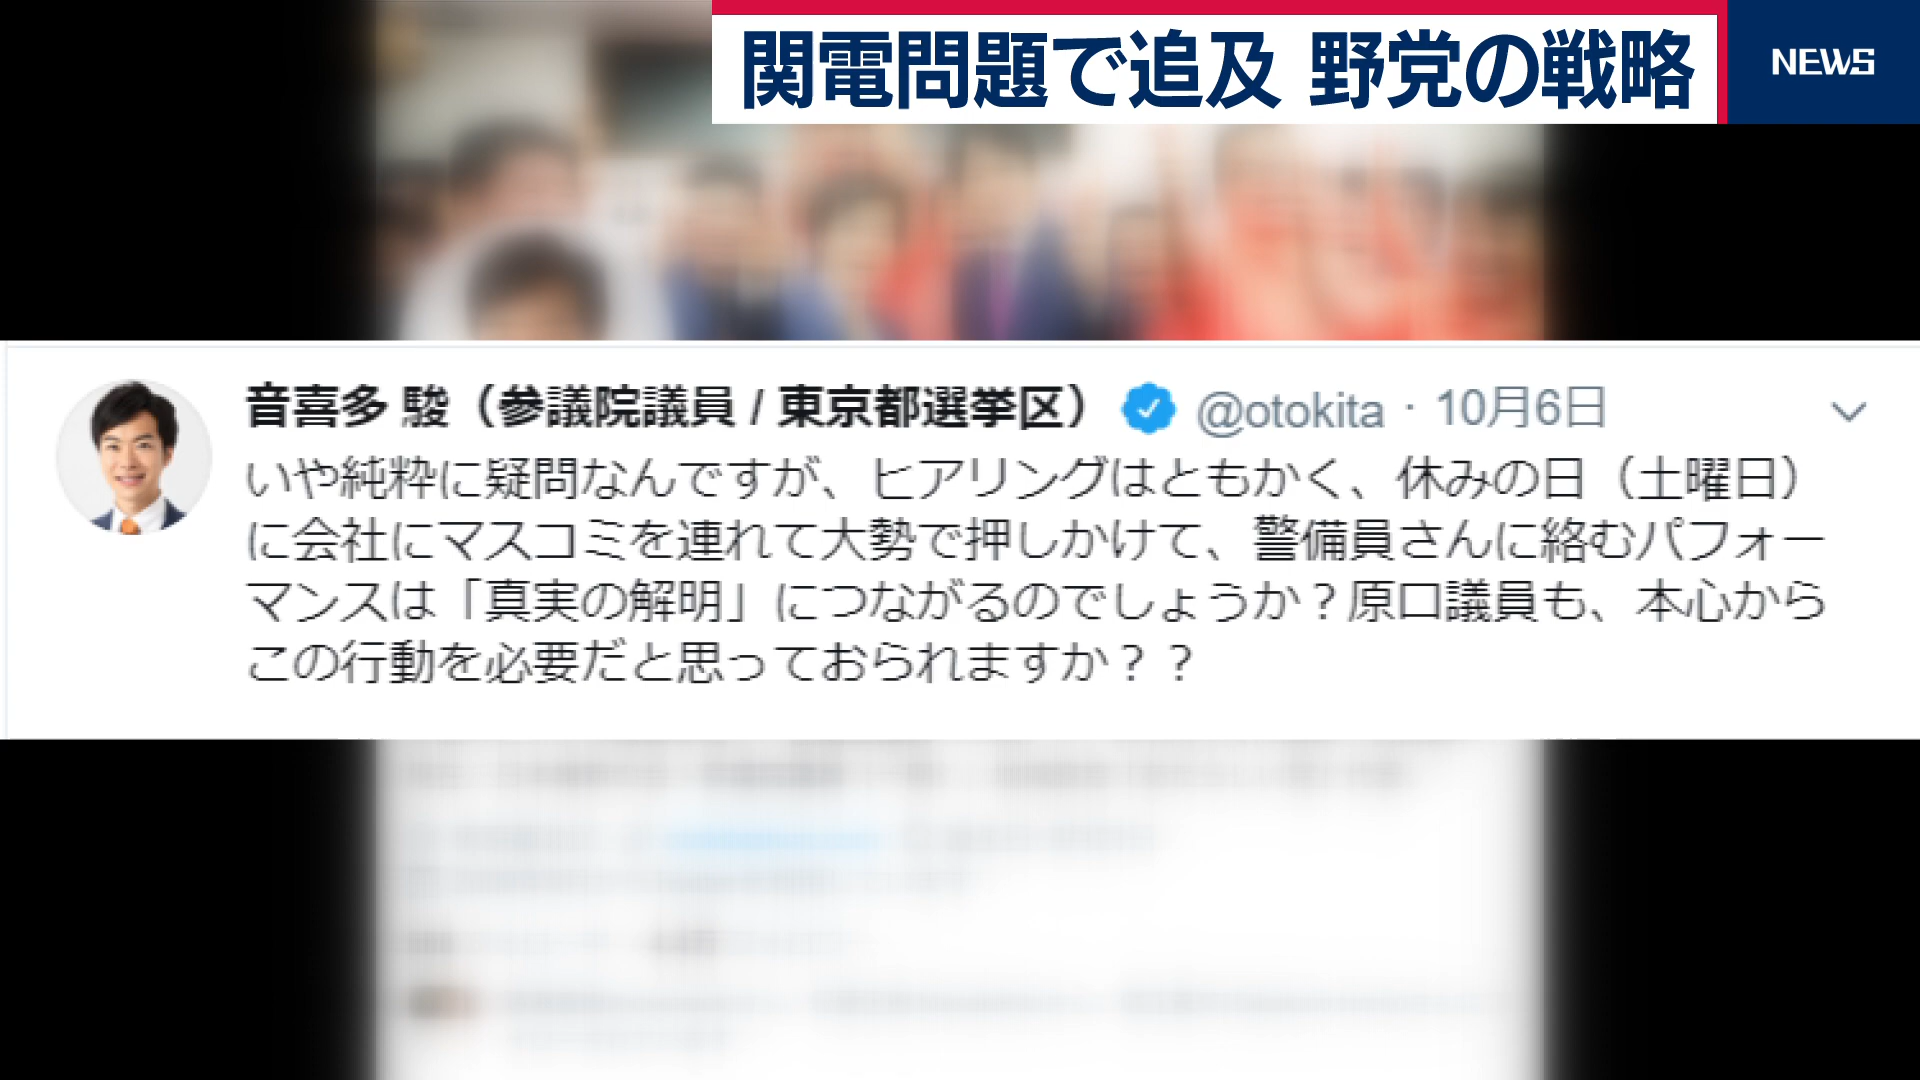 関電問題で追及 野党の戦略
NEWS
音喜多 駿（参議院議員 / 東京都選挙区） @otokita · 10月6日
いや純粋に疑問なんですが、ヒアリングはともかく、休みの日（土曜日）
に会社にマスコミを連れて大勢で押しかけて、警備員さんに絡むパフォー
マンスは「真実の解明」につながるのでしょうか？原口議員も、本心から
この行動を必要だと思っておられますか？？